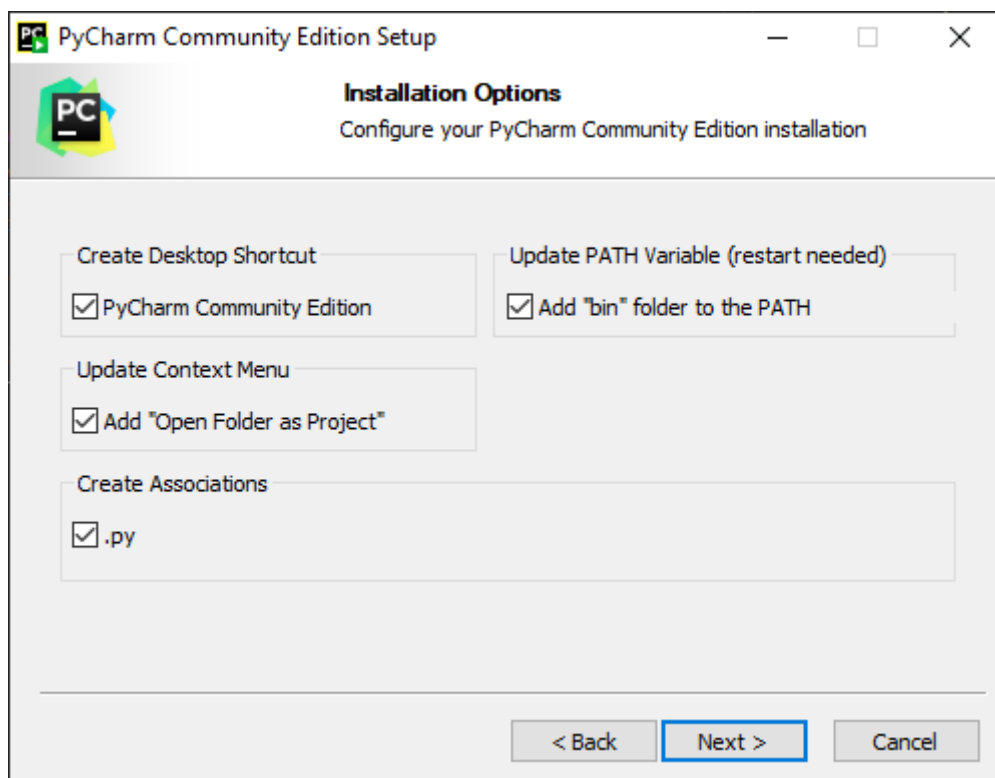 PyCharm Community Edition Setup
PC
Installation Options
Configure your PyCharm Community Edition installation
Create Desktop Shortcut
PyCharm Community Edition
Update PATH Variable (restart needed)
Add "bin" folder to the PATH
Update Context Menu
Add "Open Folder as Project"
Create Associations
.py
< Back
Next >
Cancel